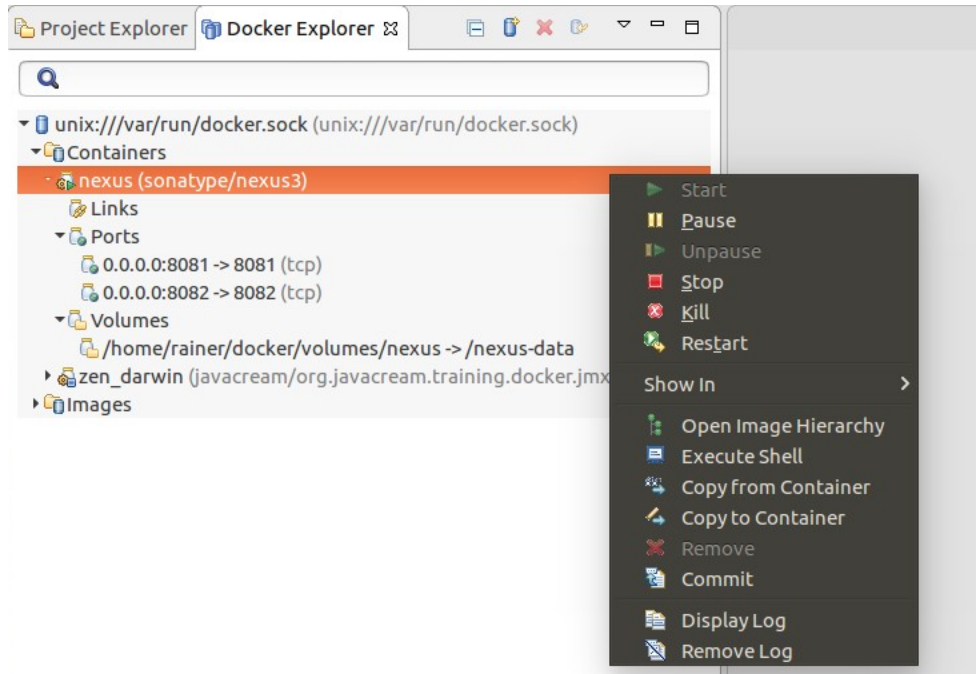 Project Explorer
Docker Explorer
unix:///var/run/docker.sock (unix:///var/run/docker.sock)
Containers
nexus (sonatype/nexus3)
Links
Ports
0.0.0.0:8081 -> 8081 (tcp)
0.0.0.0:8082 -> 8082 (tcp)
Volumes
/home/rainer/docker/volumes/nexus -> /nexus-data
zen_darwin (javacream/org.javacream.training.docker.jmx
Images
Start
Pause
Unpause
Stop
Kill
Restart
Show In
Open Image Hierarchy
Execute Shell
Copy from Container
Copy to Container
Remove
Commit
Display Log
Remove Log